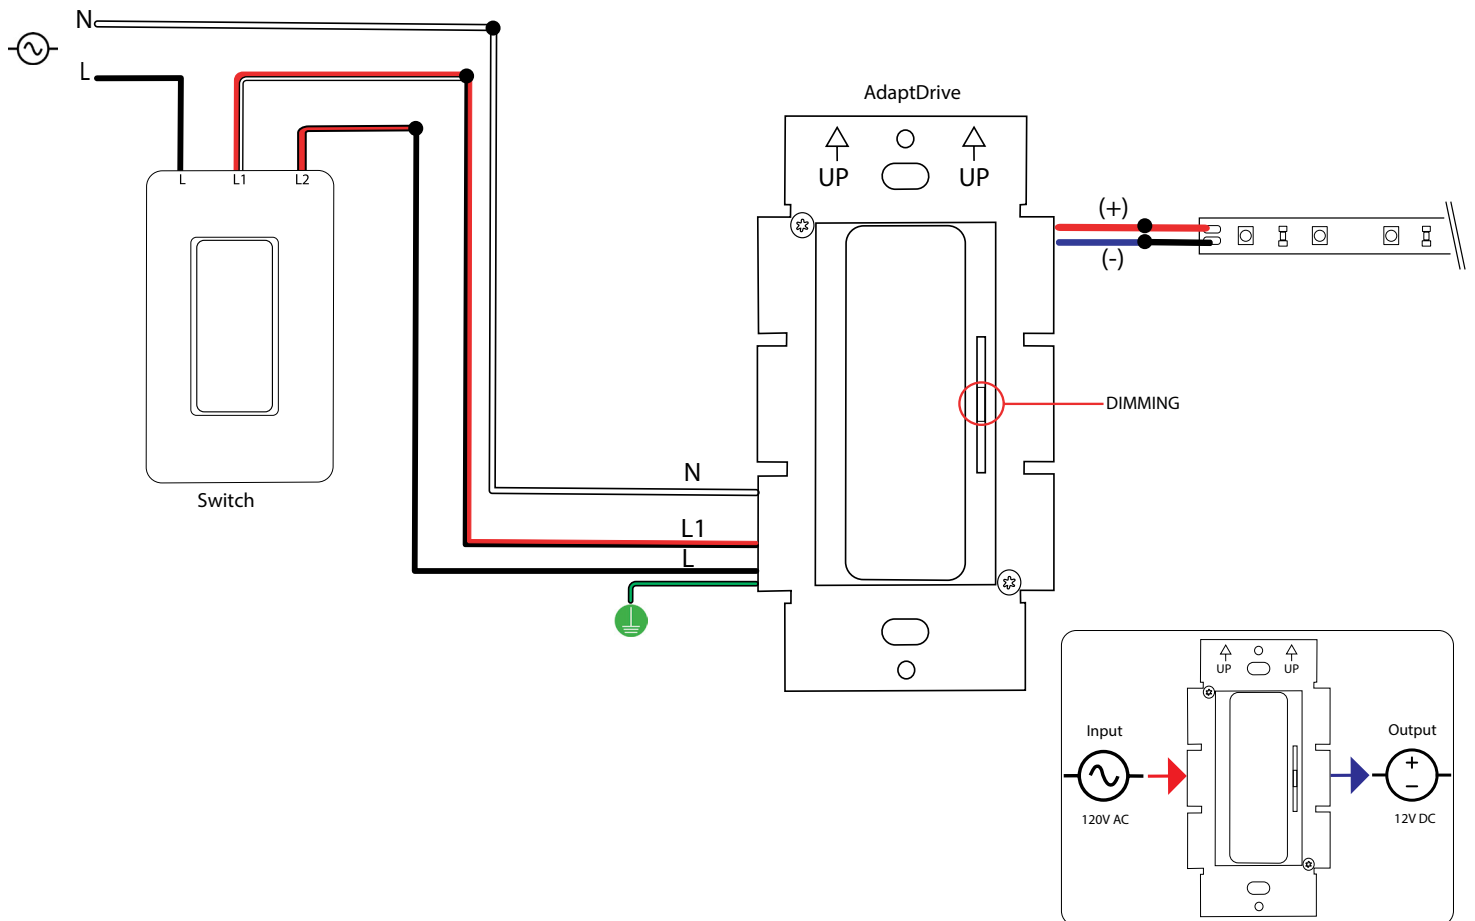 N
L
L L1 L2
Switch
AdaptDrive
UP UP
(+)
(-)
DIMMING
N
L1
L
UP UP
Input
120V AC
Output
+
−
12V DC